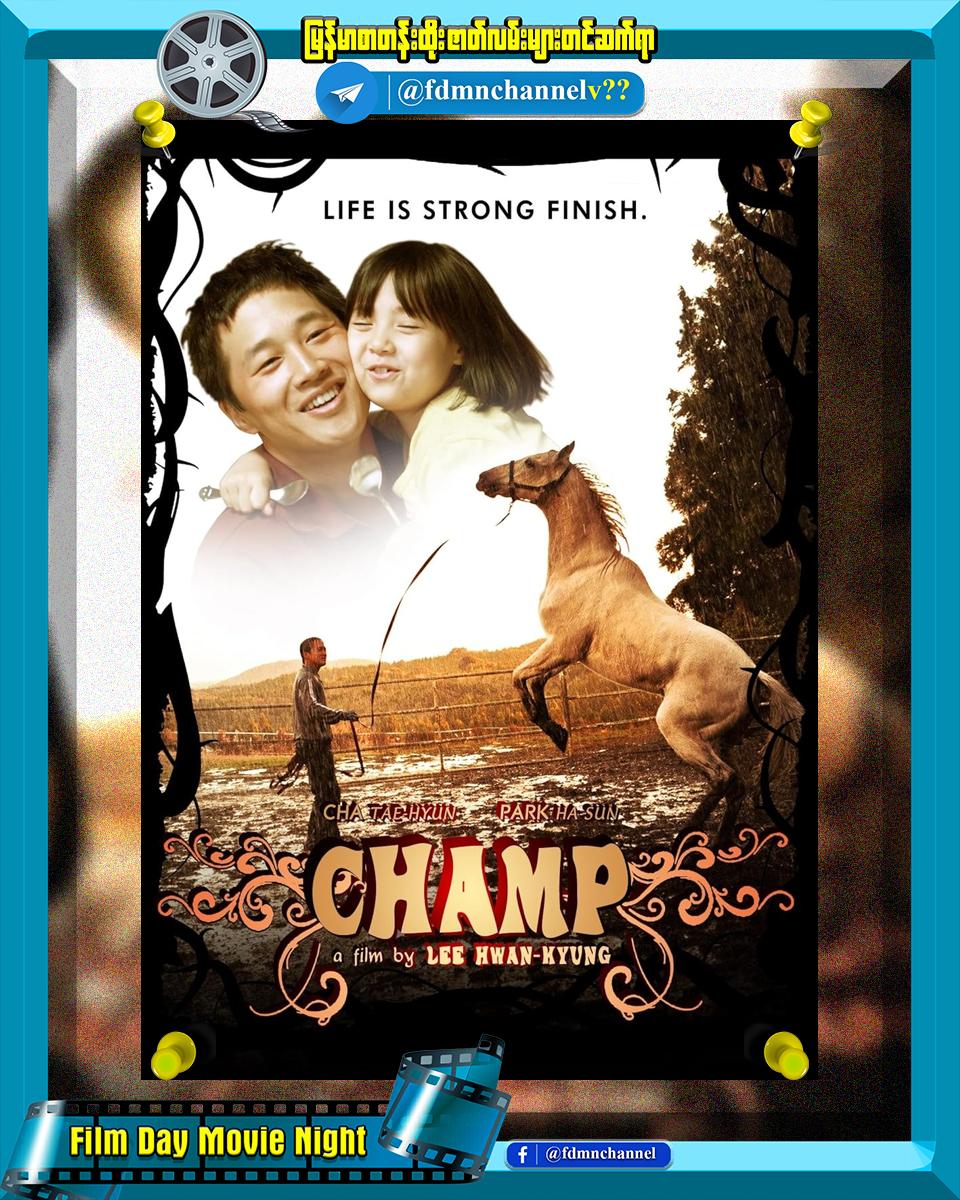 မြန်မာစာတန်းထိုးဇာတ်လမ်းများတင်ဆက်ရာ
@fdmnchannelv??
LIFE IS STRONG FINISH.
CHA TAE-HYUN PARK HA-SUN
CHAMP
a film by LEE HWAN-KYUNG
Film Day Movie Night
f @fdmnchannel